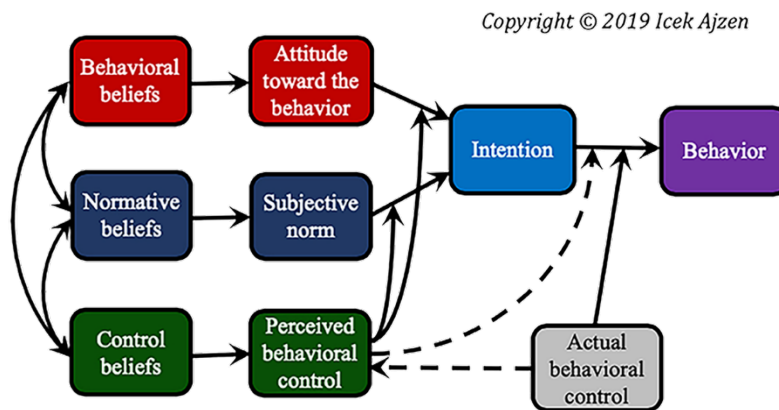 Copyright © 2019 Icek Ajzen
Behavioral
beliefs
Attitude
toward the
behavior
Intention
Behavior
Normative
beliefs
Subjective
norm
Control
beliefs
Perceived
behavioral
control
Actual
behavioral
control